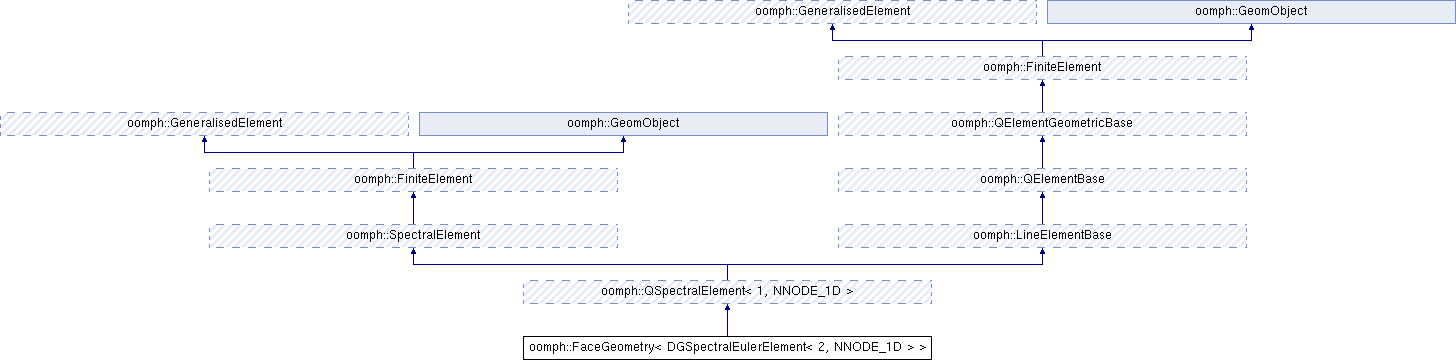 oomph::GeneralisedElement
oomph::GeomObject
oomph::FiniteElement
oomph::GeneralisedElement
oomph::GeomObject
oomph::QElementGeometricBase
oomph::FiniteElement
oomph::QElementBase
oomph::SpectralElement
oomph::LineElementBase
oomph::QSpectralElement< 1, NNODE_1D >
oomph::FaceGeometry< DGSpectralEulerElement< 2, NNODE_1D > >